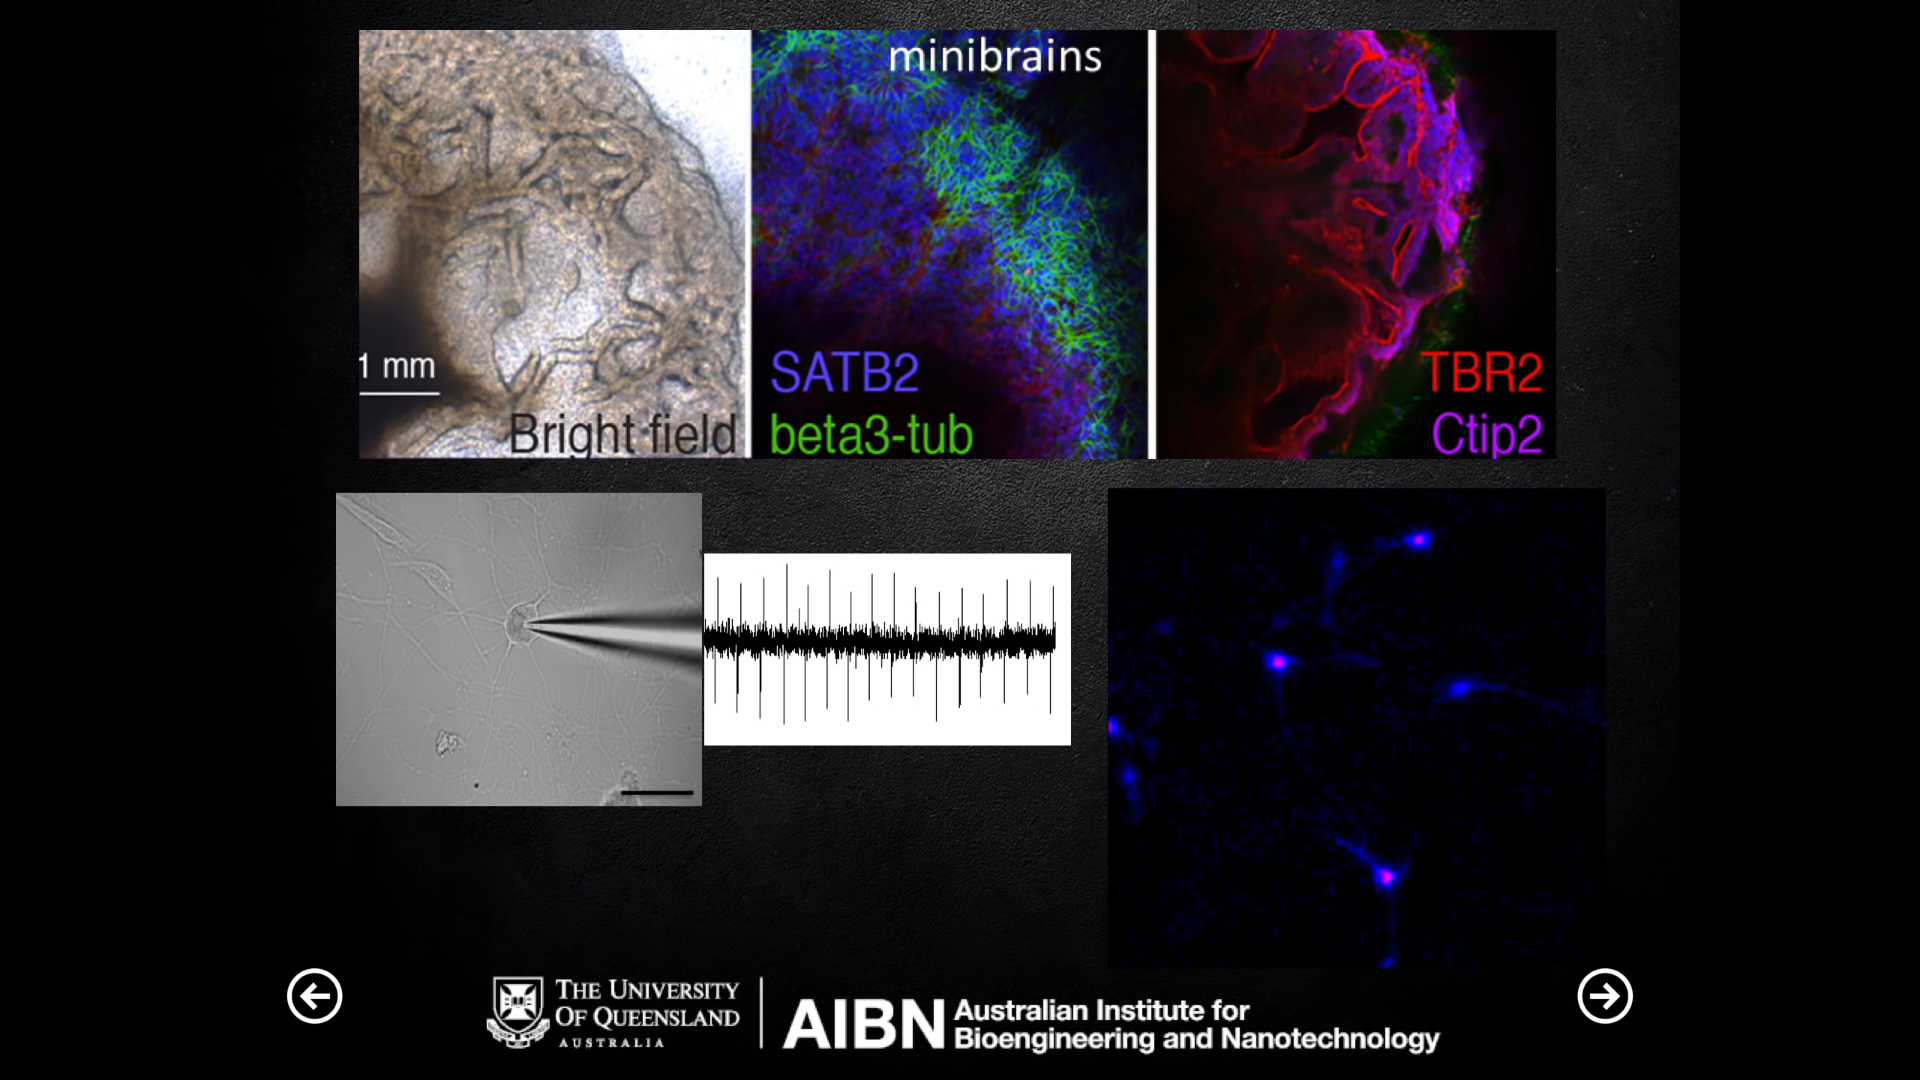 minibrains
1 mm
Bright field
SATB2
beta3-tub
TBR2
Ctip2
THE UNIVERSITY
OF QUEENSLAND
AUSTRALIA
AIBN
Australian Institute for
Bioengineering and Nanotechnology